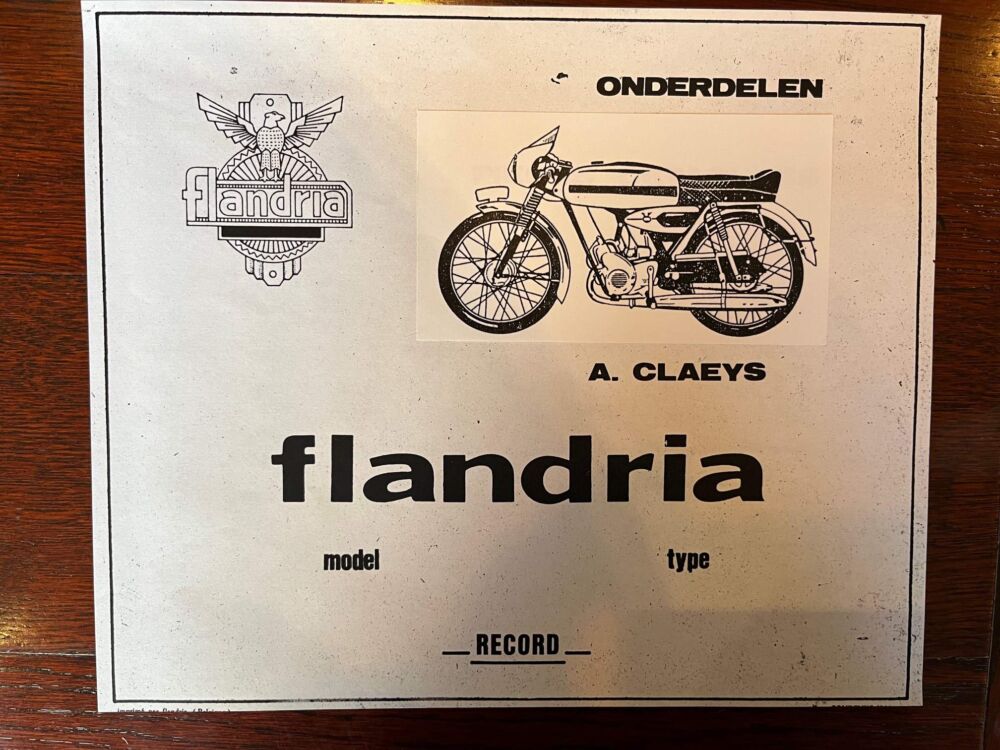 ONDERDELEN
flandria
A. CLAEYS
flandria
model type
RECORD